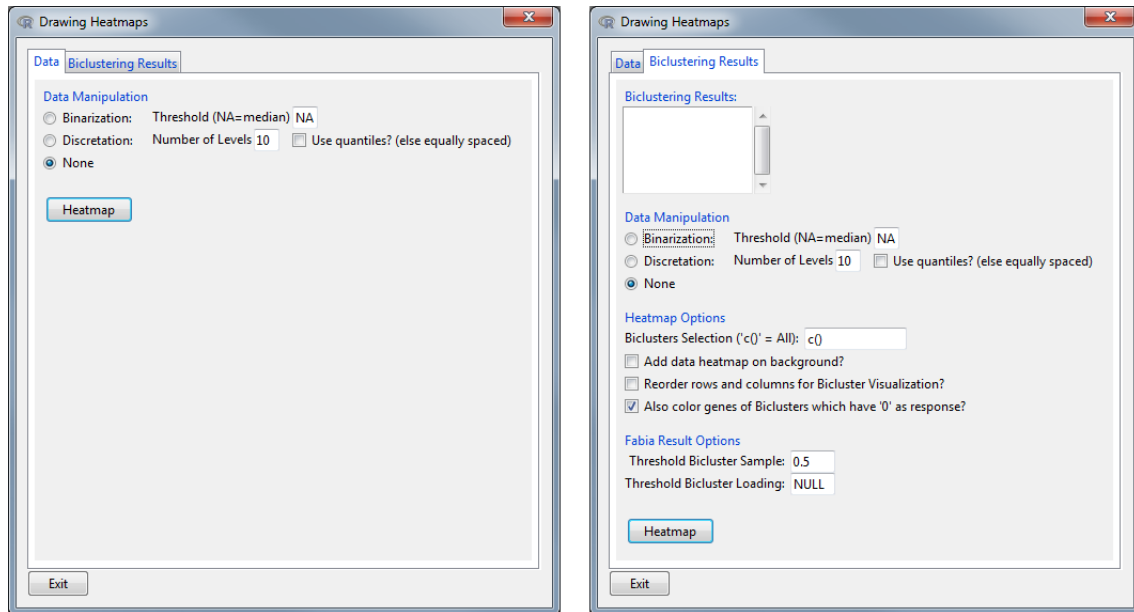 Drawing Heatmaps
Data Biclustering Results
Data Manipulation
Binarization: Threshold (NA=median) NA
Discretation: Number of Levels 10 Use quantiles? (else equally spaced)
None
Heatmap
Exit
Drawing Heatmaps
Data Biclustering Results
Biclustering Results:
Data Manipulation
Binarization: Threshold (NA=median) NA
Discretation: Number of Levels 10 Use quantiles? (else equally spaced)
None
Heatmap Options
Biclusters Selection ('c()' = All): c()
Add data heatmap on background?
Reorder rows and columns for Bicluster Visualization?
Also color genes of Biclusters which have '0' as response?
Fabia Result Options
Threshold Bicluster Sample: 0.5
Threshold Bicluster Loading: NULL
Heatmap
Exit